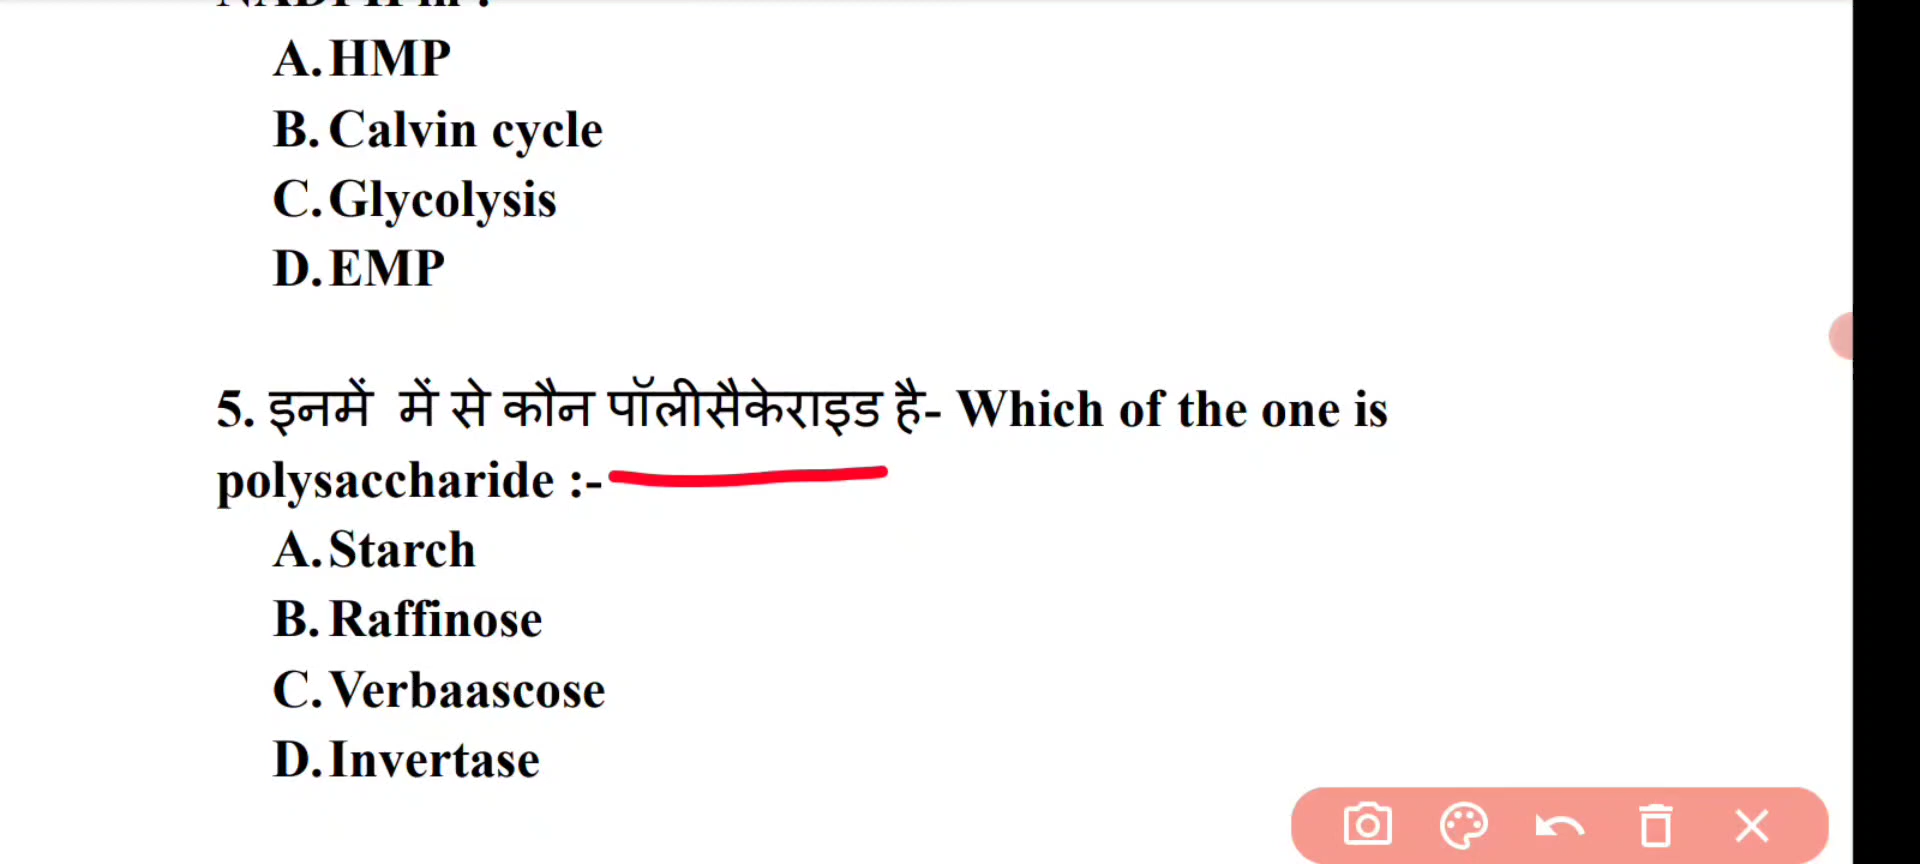 A. HMP
B. Calvin cycle
C. Glycolysis
D. EMP
5. इनमें में से कौन पॉलीसैकेराइड है- Which of the one is
polysaccharide :-
A. Starch
B. Raffinose
C. Verbaascose
D. Invertase